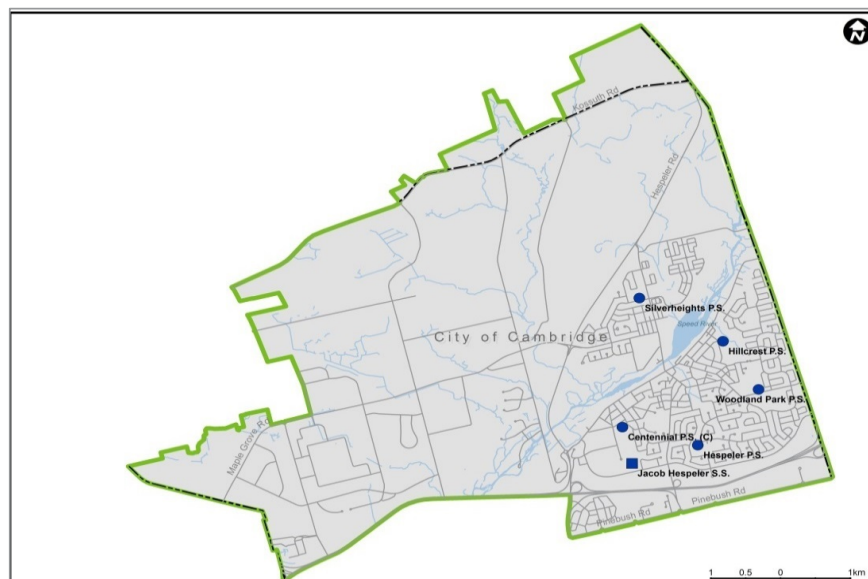 N
Kossuth Rd
Hespeler Rd
Silverheights P.S.
Speed River
City of Cambridge
Hillcrest P.S.
Woodland Park P.S.
Maple Grove Rd
Centennial P.S. (C)
Hespeler P.S.
Jacob Hespeler S.S.
Pinebush Rd
Pinebush Rd
1 0.5 0 1km